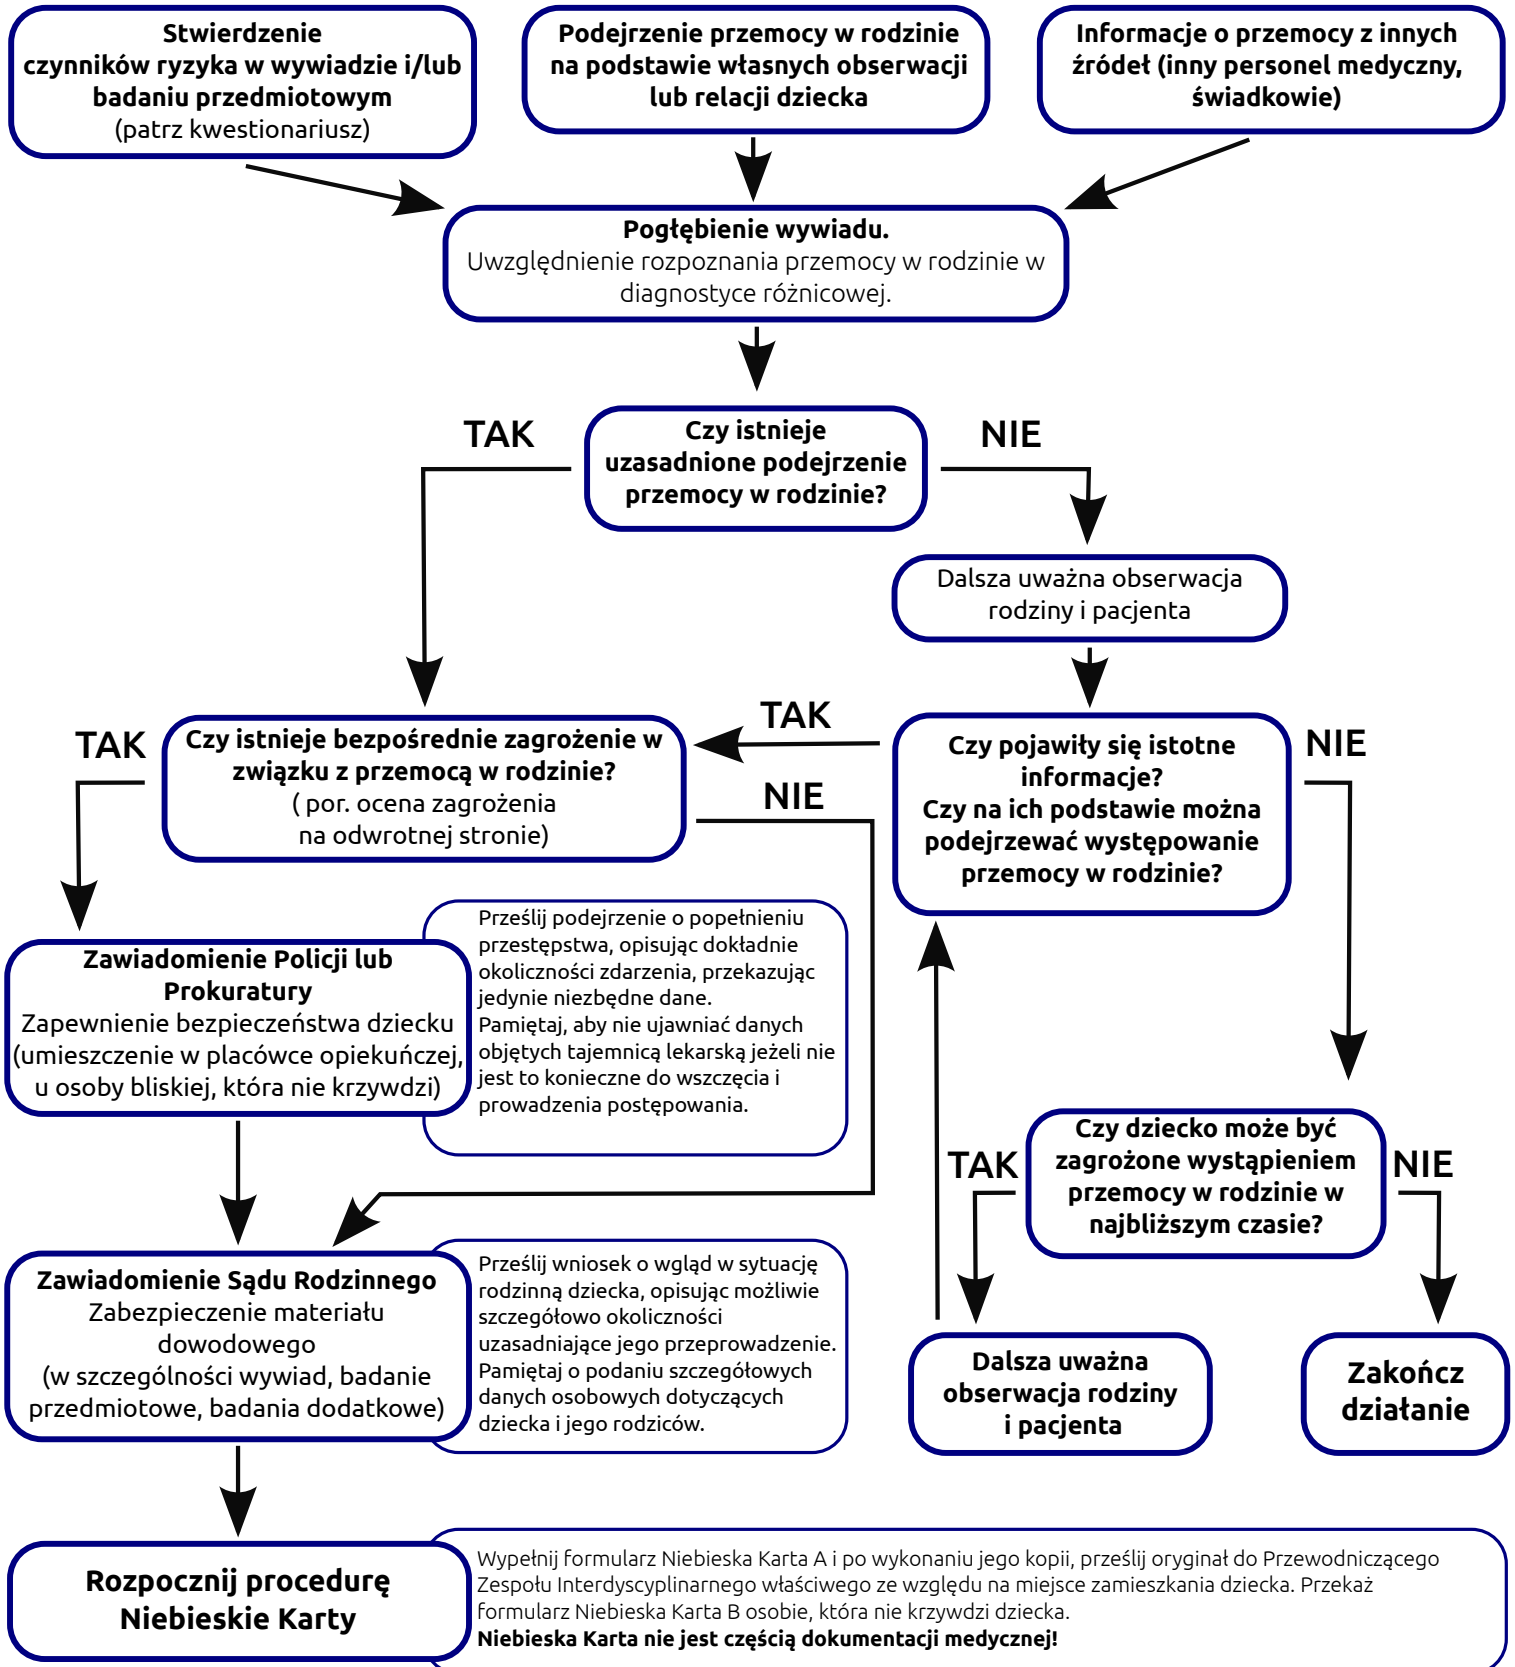 Stwierdzenie
czynników ryzyka w wywiadzie i/lub
badaniu przedmiotowym
(patrz kwestionariusz)
Podejrzenie przemocy w rodzinie
na podstawie własnych obserwacji
lub relacji dziecka
Informacje o przemocy z innych
źródeł (inny personel medyczny,
świadkowie)
Pogłębienie wywiadu.
Uwzględnienie rozpoznania przemocy w rodzinie w
diagnostyce różnicowej.
TAK
Czy istnieje
uzasadnione podejrzenie
przemocy w rodzinie?
NIE
Dalsza uważna obserwacja
rodziny i pacjenta
TAK
Czy istnieje bezpośrednie zagrożenie w
związku z przemocą w rodzinie?
( por. ocena zagrożenia
na odwrotnej stronie)
TAK
NIE
Czy pojawiły się istotne
informacje?
Czy na ich podstawie można
podejrzewać występowanie
przemocy w rodzinie?
NIE
Zawiadomienie Policji lub
Prokuratury
Zapewnienie bezpieczeństwa dziecku
(umieszczenie w placówce opiekuńczej,
u osoby bliskiej, która nie krzywdzi)
Prześlij podejrzenie o popełnieniu
przestępstwa, opisując dokładnie
okoliczności zdarzenia, przekazując
jedynie niezbędne dane.
Pamiętaj, aby nie ujawniać danych
objętych tajemnicą lekarską jeżeli nie
jest to konieczne do wszczęcia i
prowadzenia postępowania.
TAK
Czy dziecko może być
zagrożone wystąpieniem
przemocy w rodzinie w
najbliższym czasie?
NIE
Zawiadomienie Sądu Rodzinnego
Zabezpieczenie materiału
dowodowego
(w szczególności wywiad, badanie
przedmiotowe, badania dodatkowe)
Prześlij wniosek o wgląd w sytuację
rodzinną dziecka, opisując możliwie
szczegółowo okoliczności
uzasadniające jego przeprowadzenie.
Pamiętaj o podaniu szczegółowych
danych osobowych dotyczących
dziecka i jego rodziców.
Dalsza uważna
obserwacja rodziny
i pacjenta
Zakończ
działanie
Rozpocznij procedurę
Niebieskie Karty
Wypełnij formularz Niebieska Karta A i po wykonaniu jego kopii, prześlij oryginał do Przewodniczącego
Zespołu Interdyscyplinarnego właściwego ze względu na miejsce zamieszkania dziecka. Przekaż
formularz Niebieska Karta B osobie, która nie krzywdzi dziecka.
Niebieska Karta nie jest częścią dokumentacji medycznej!